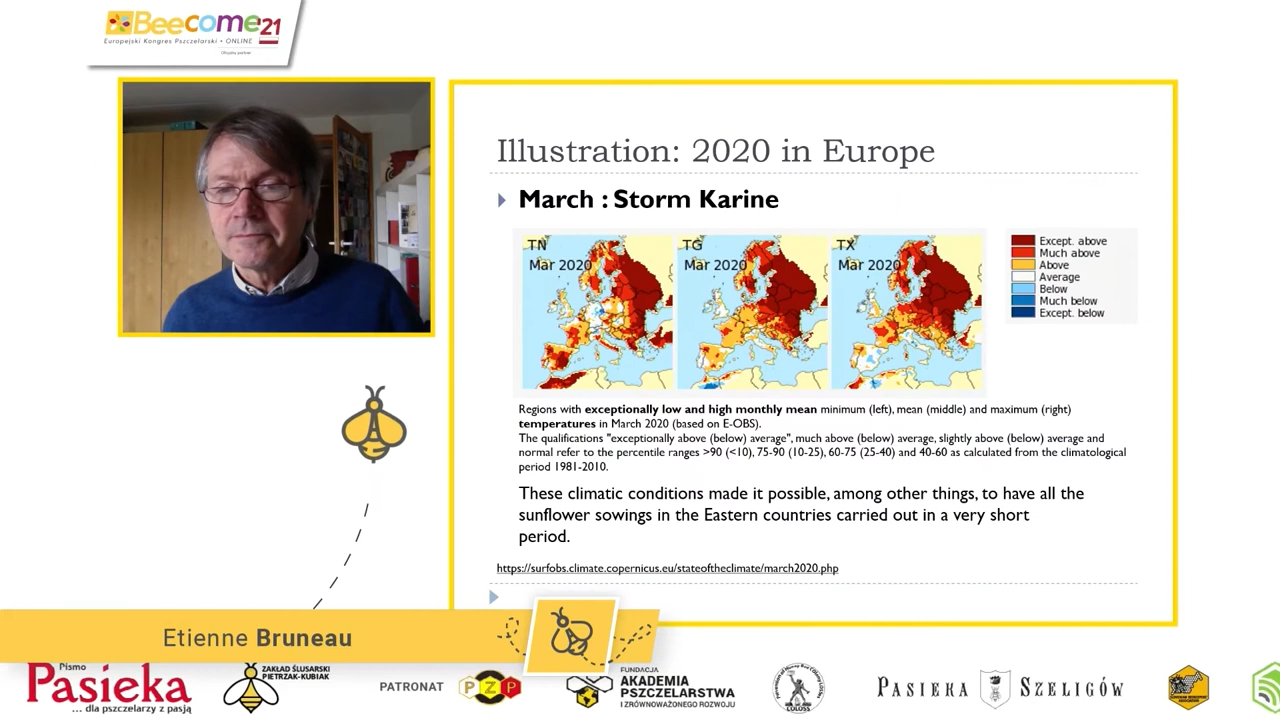 Beecome'21
Europejski Kongres Pszczelarski • ONLINE
Illustration: 2020 in Europe
March : Storm Karine
TN
Mar 2020
TG
Mar 2020
TX
Mar 2020
Except. above
Much above
Above
Average
Below
Much below
Except. below
Regions with exceptionally low and high monthly mean minimum (left), mean (middle) and maximum (right)
temperatures in March 2020 (based on E-OBS).
The qualifications "exceptionally above (below) average", much above (below) average, slightly above (below) average and
normal refer to the percentile ranges >90 (<10), 75-90 (10-25), 60-75 (25-40) and 40-60 as calculated from the climatological
period 1981-2010.
These climatic conditions made it possible, among other things, to have all the
sunflower sowings in the Eastern countries carried out in a very short
period.
https://surfobs.climate.copernicus.eu/stateoftheclimate/march2020.php
Etienne Bruneau
Pismo
Pasieka
... dla pszczelarzy z pasją
ZAKŁAD ŚLUSARSKI
PIETRZAK-KUBIAK
PATRONAT
PZP
FUNDACJA
AKADEMIA
PSZCZELARSTWA
I ZRÓWNOWAŻONEGO ROZWOJU
COLOSS
PASIEKA SZELIGÓW